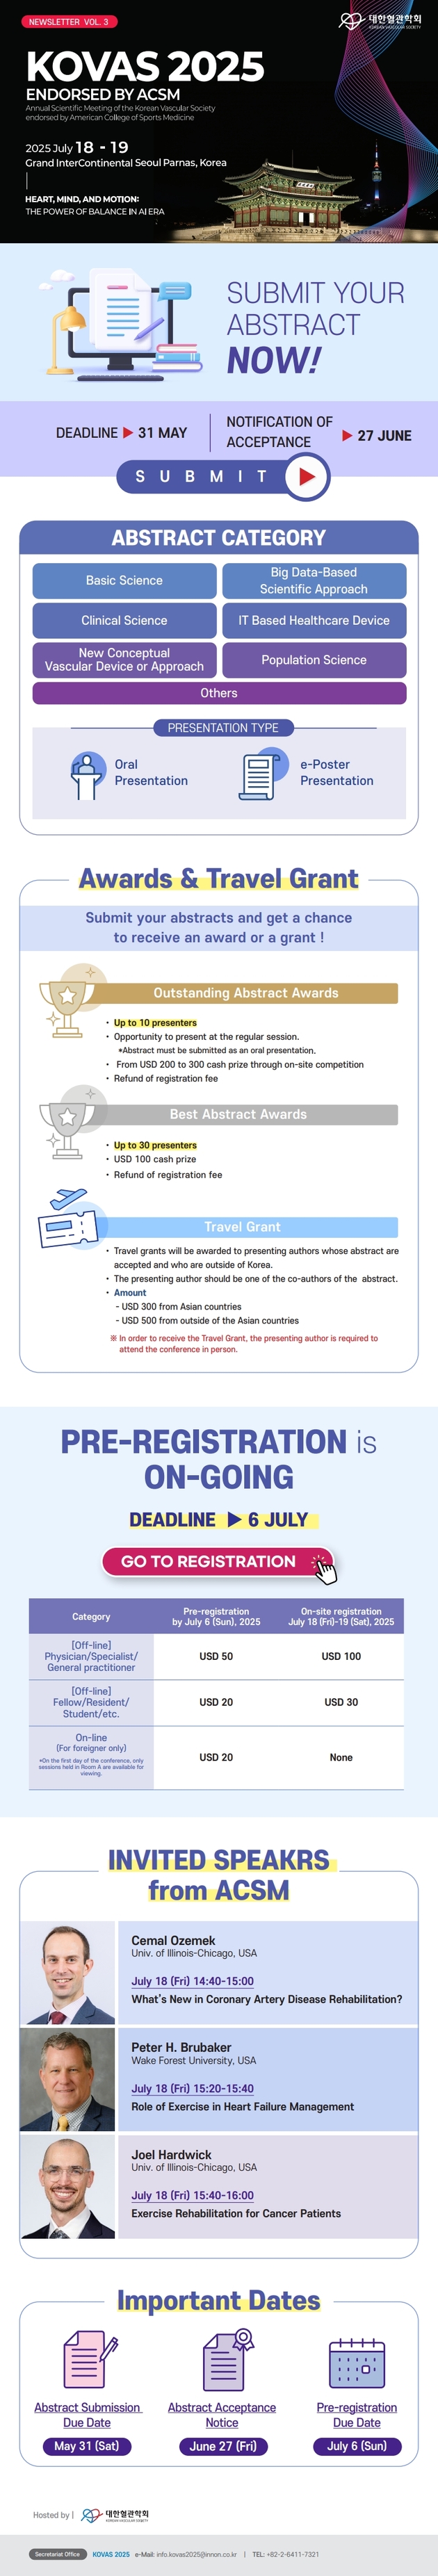 NEWSLETTER VOL. 3
대한혈관학회
KOREAN VASCULAR SOCIETY
KOVAS 2025
ENDORSED BY ACSM
Annual Scientific Meeting of the Korean Vascular Society
endorsed by American College of Sports Medicine
2025 July 18 - 19
Grand InterContinental Seoul Parnas, Korea
HEART, MIND, AND MOTION:
THE POWER OF BALANCE IN AI ERA
SUBMIT YOUR
ABSTRACT
NOW!
DEADLINE ▶ 31 MAY
NOTIFICATION OF
ACCEPTANCE ▶ 27 JUNE
SUBMIT
ABSTRACT CATEGORY
Basic Science
Big Data-Based
Scientific Approach
Clinical Science
IT Based Healthcare Device
New Conceptual
Vascular Device or Approach
Population Science
Others
PRESENTATION TYPE
Oral
Presentation
e-Poster
Presentation
Awards & Travel Grant
Submit your abstracts and get a chance
to receive an award or a grant !
Outstanding Abstract Awards
• Up to 10 presenters
• Opportunity to present at the regular session.
*Abstract must be submitted as an oral presentation.
• From USD 200 to 300 cash prize through on-site competition
• Refund of registration fee
Best Abstract Awards
• Up to 30 presenters
• USD 100 cash prize
• Refund of registration fee
Travel Grant
• Travel grants will be awarded to presenting authors whose abstract are
accepted and who are outside of Korea.
• The presenting author should be one of the co-authors of the abstract.
• Amount
- USD 300 from Asian countries
- USD 500 from outside of the Asian countries
※ In order to receive the Travel Grant, the presenting author is required to
attend the conference in person.
PRE-REGISTRATION is
ON-GOING
DEADLINE ▶ 6 JULY
GO TO REGISTRATION
Category
Pre-registration
by July 6 (Sun), 2025
On-site registration
July 18 (Fri)-19 (Sat), 2025
[Off-line]
Physician/Specialist/
General practitioner
USD 50
USD 100
[Off-line]
Fellow/Resident/
Student/etc.
USD 20
USD 30
On-line
(For foreigner only)
*On the first day of the conference, only
sessions held in Room A are available for
viewing.
USD 20
None
INVITED SPEAKRS
from ACSM
Cemal Ozemek
Univ. of Illinois-Chicago, USA
July 18 (Fri) 14:40-15:00
What's New in Coronary Artery Disease Rehabilitation?
Peter H. Brubaker
Wake Forest University, USA
July 18 (Fri) 15:20-15:40
Role of Exercise in Heart Failure Management
Joel Hardwick
Univ. of Illinois-Chicago, USA
July 18 (Fri) 15:40-16:00
Exercise Rehabilitation for Cancer Patients
Important Dates
Abstract Submission
Due Date
May 31 (Sat)
Abstract Acceptance
Notice
June 27 (Fri)
Pre-registration
Due Date
July 6 (Sun)
Hosted by |
대한혈관학회
KOREAN VASCULAR SOCIETY
Secretariat Office KOVAS 2025 e-Mail: info.kovas2025@innon.co.kr | TEL: +82-2-6411-7321